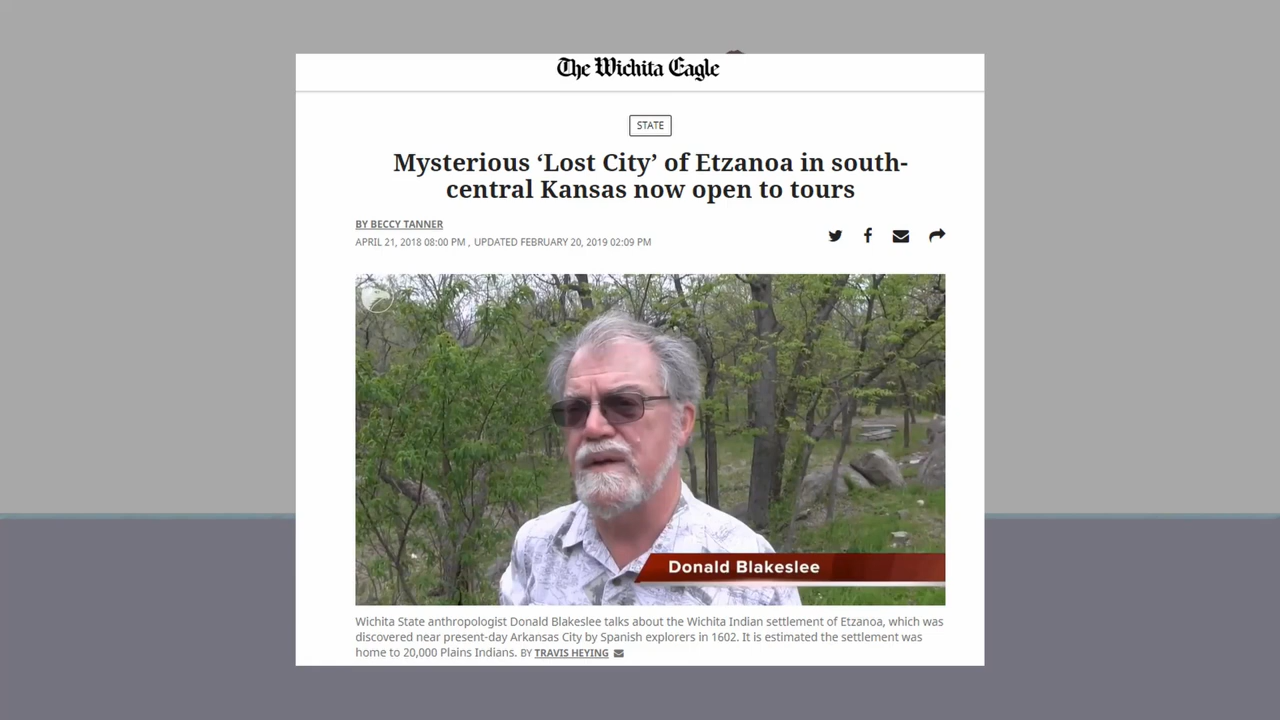 The Wichita Eagle
STATE
Mysterious ‘Lost City’ of Etzanoa in south-
central Kansas now open to tours
BY BECCY TANNER
APRIL 21, 2018 08:00 PM , UPDATED FEBRUARY 20, 2019 02:09 PM
Donald Blakeslee
Wichita State anthropologist Donald Blakeslee talks about the Wichita Indian settlement of Etzanoa, which was
discovered near present-day Arkansas City by Spanish explorers in 1602. It is estimated the settlement was
home to 20,000 Plains Indians. BY TRAVIS HEYING